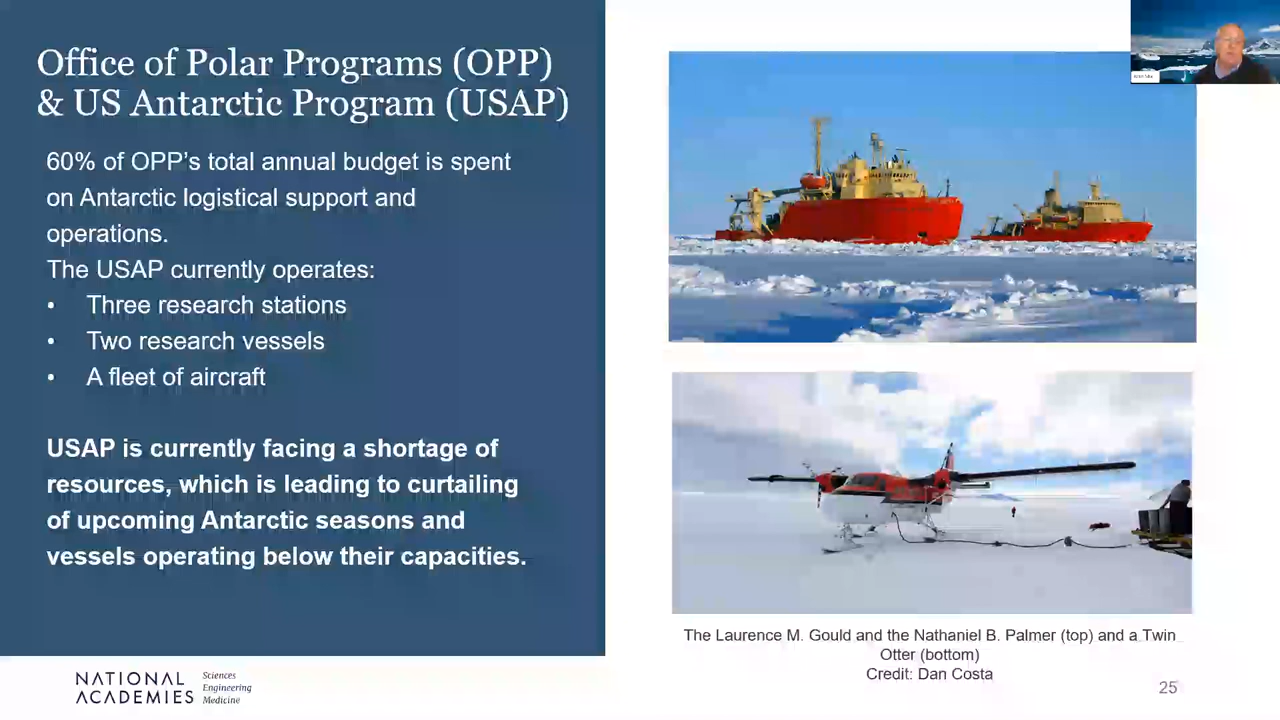 Office of Polar Programs (OPP)
& US Antarctic Program (USAP)
60% of OPP’s total annual budget is spent
on Antarctic logistical support and
operations.
The USAP currently operates:
• Three research stations
• Two research vessels
• A fleet of aircraft
USAP is currently facing a shortage of
resources, which is leading to curtailing
of upcoming Antarctic seasons and
vessels operating below their capacities.
The Laurence M. Gould and the Nathaniel B. Palmer (top) and a Twin
Otter (bottom)
Credit: Dan Costa
25
NATIONAL
ACADEMIES
Sciences
Engineering
Medicine